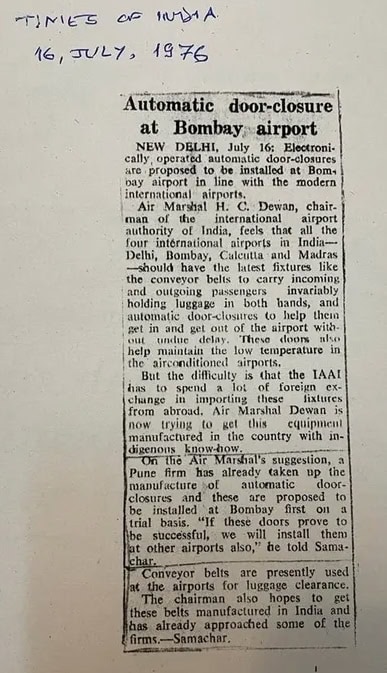 TIMES OF INDIA
16, JULY, 1976
Automatic door-closure
at Bombay airport
NEW DELHI, July 16: Electroni-
cally operated automatic door-closures
are proposed to be installed at Bom-
bay airport in line with the modern
international airports.
Air Marshal H. C. Dewan, chair-
man of the international airport
authority of India, feels that all the
four international airports in India—
Delhi, Bombay, Calcutta and Madras
—should have the latest fixtures like
the conveyor belts to carry incoming
and outgoing passengers invariably
holding luggage in both hands, and
automatic door-closures to help them
get in and get out of the airport with-
out undue delay. These doors also
help maintain the low temperature in
the airconditioned airports.
But the difficulty is that the IAAI
has to spend a lot of foreign ex-
change in importing these fixtures
from abroad. Air Marshal Dewan is
now trying to get this equipment
manufactured in the country with in-
digenous know-how.
On the Air Marshal's suggestion, a
Pune firm has already taken up the
manufacture of automatic door-
closures and these are proposed to
be installed at Bombay first on a
trial basis. “If these doors prove to
be successful, we will install them
at other airports also,” he told Sama-
char.
Conveyor belts are presently used
at the airports for luggage clearance.
The chairman also hopes to get
these belts manufactured in India and
has already approached some of the
firms.—Samachar.